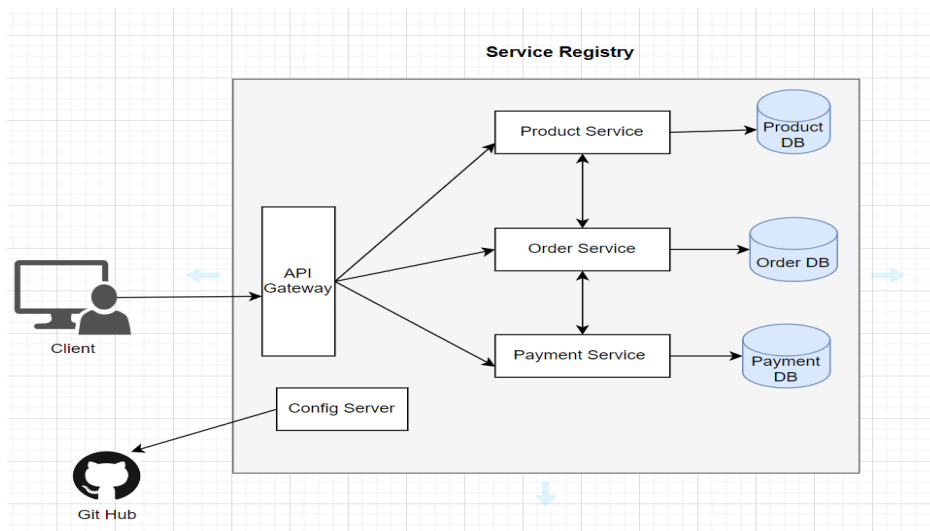 Service Registry
Product Service
Product
DB
Order Service
Order DB
API
Gateway
Client
Payment Service
Payment
DB
Config Server
Git Hub